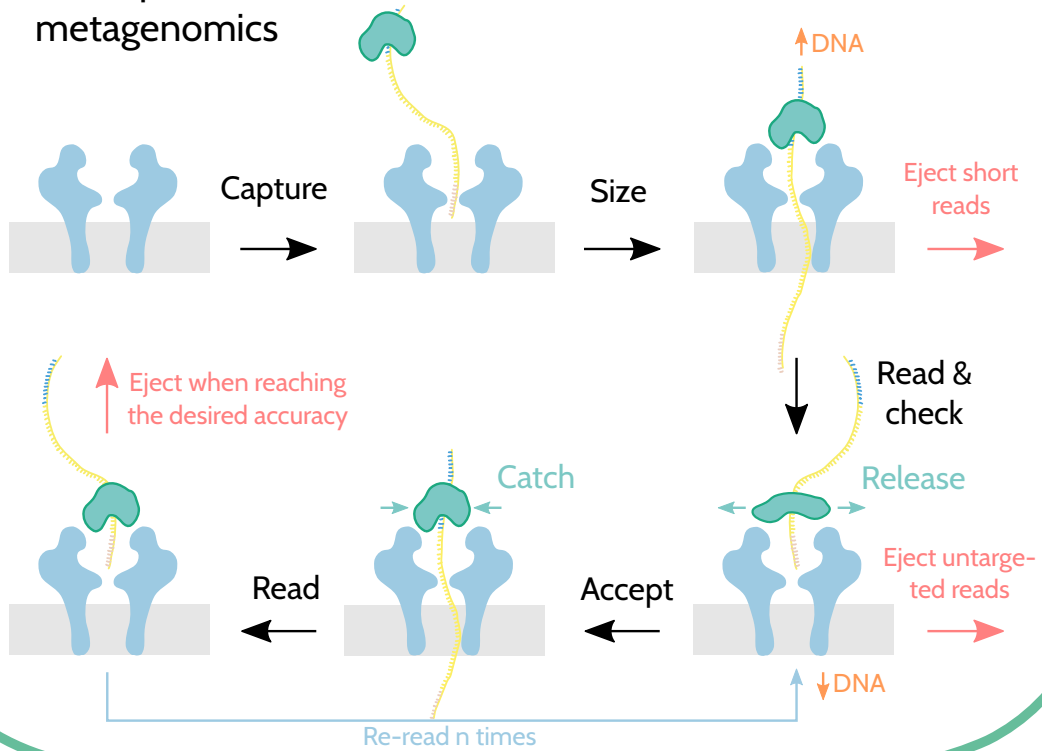 metagenomics
DNA
Capture
Size
Eject short
reads
Eject when reaching
the desired accuracy
Read &
check
Catch
Release
Read
Accept
Eject untarge-
ted reads
DNA
Re-read n times